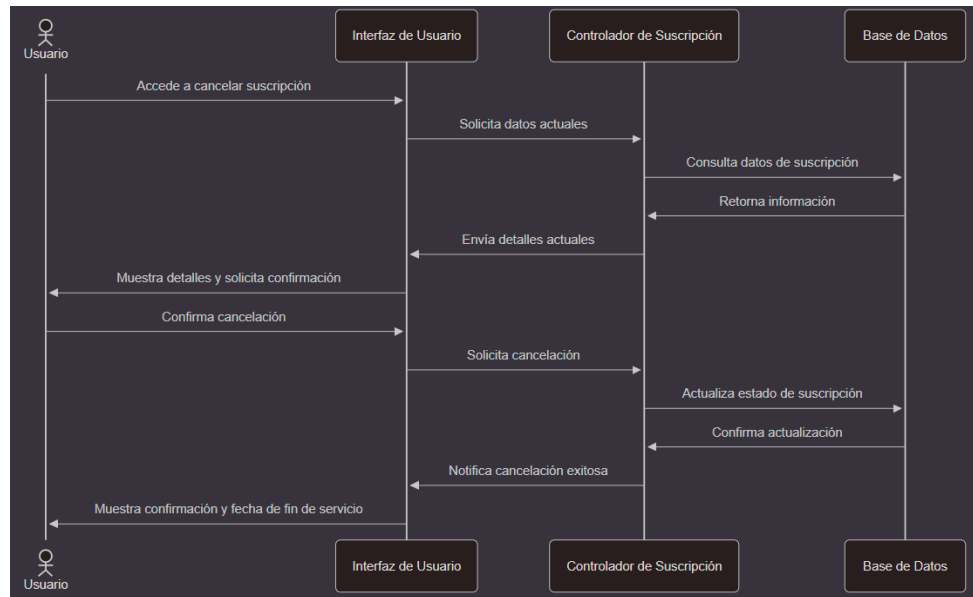 Usuario
Interfaz de Usuario
Controlador de Suscripción
Base de Datos
Accede a cancelar suscripción
Solicita datos actuales
Consulta datos de suscripción
Retorna información
Envía detalles actuales
Muestra detalles y solicita confirmación
Confirma cancelación
Solicita cancelación
Actualiza estado de suscripción
Confirma actualización
Notifica cancelación exitosa
Muestra confirmación y fecha de fin de servicio
Usuario
Interfaz de Usuario
Controlador de Suscripción
Base de Datos